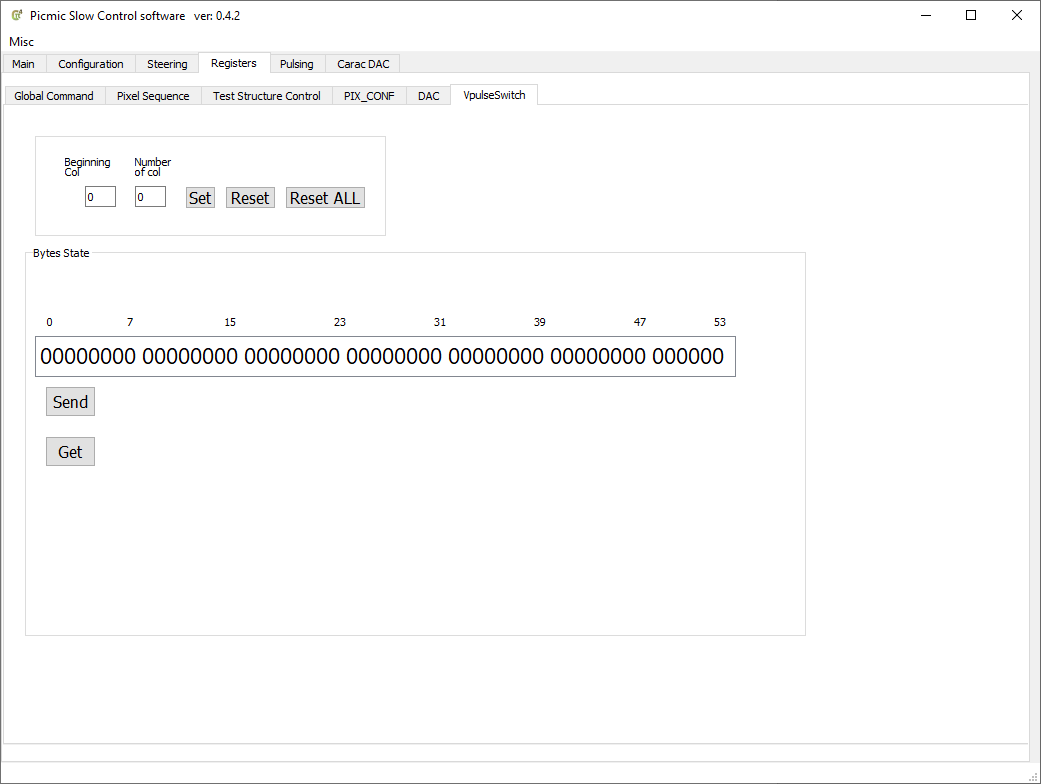 Picmic Slow Control software ver: 0.4.2
Misc
Main Configuration Steering Registers Pulsing Carac DAC
Global Command Pixel Sequence Test Structure Control PIX_CONF DAC VpulseSwitch
Beginning Number
Col of col
0 0 Set Reset Reset ALL
Bytes State
0 7 15 23 31 39 47 53
00000000 00000000 00000000 00000000 00000000 00000000 000000
Send
Get